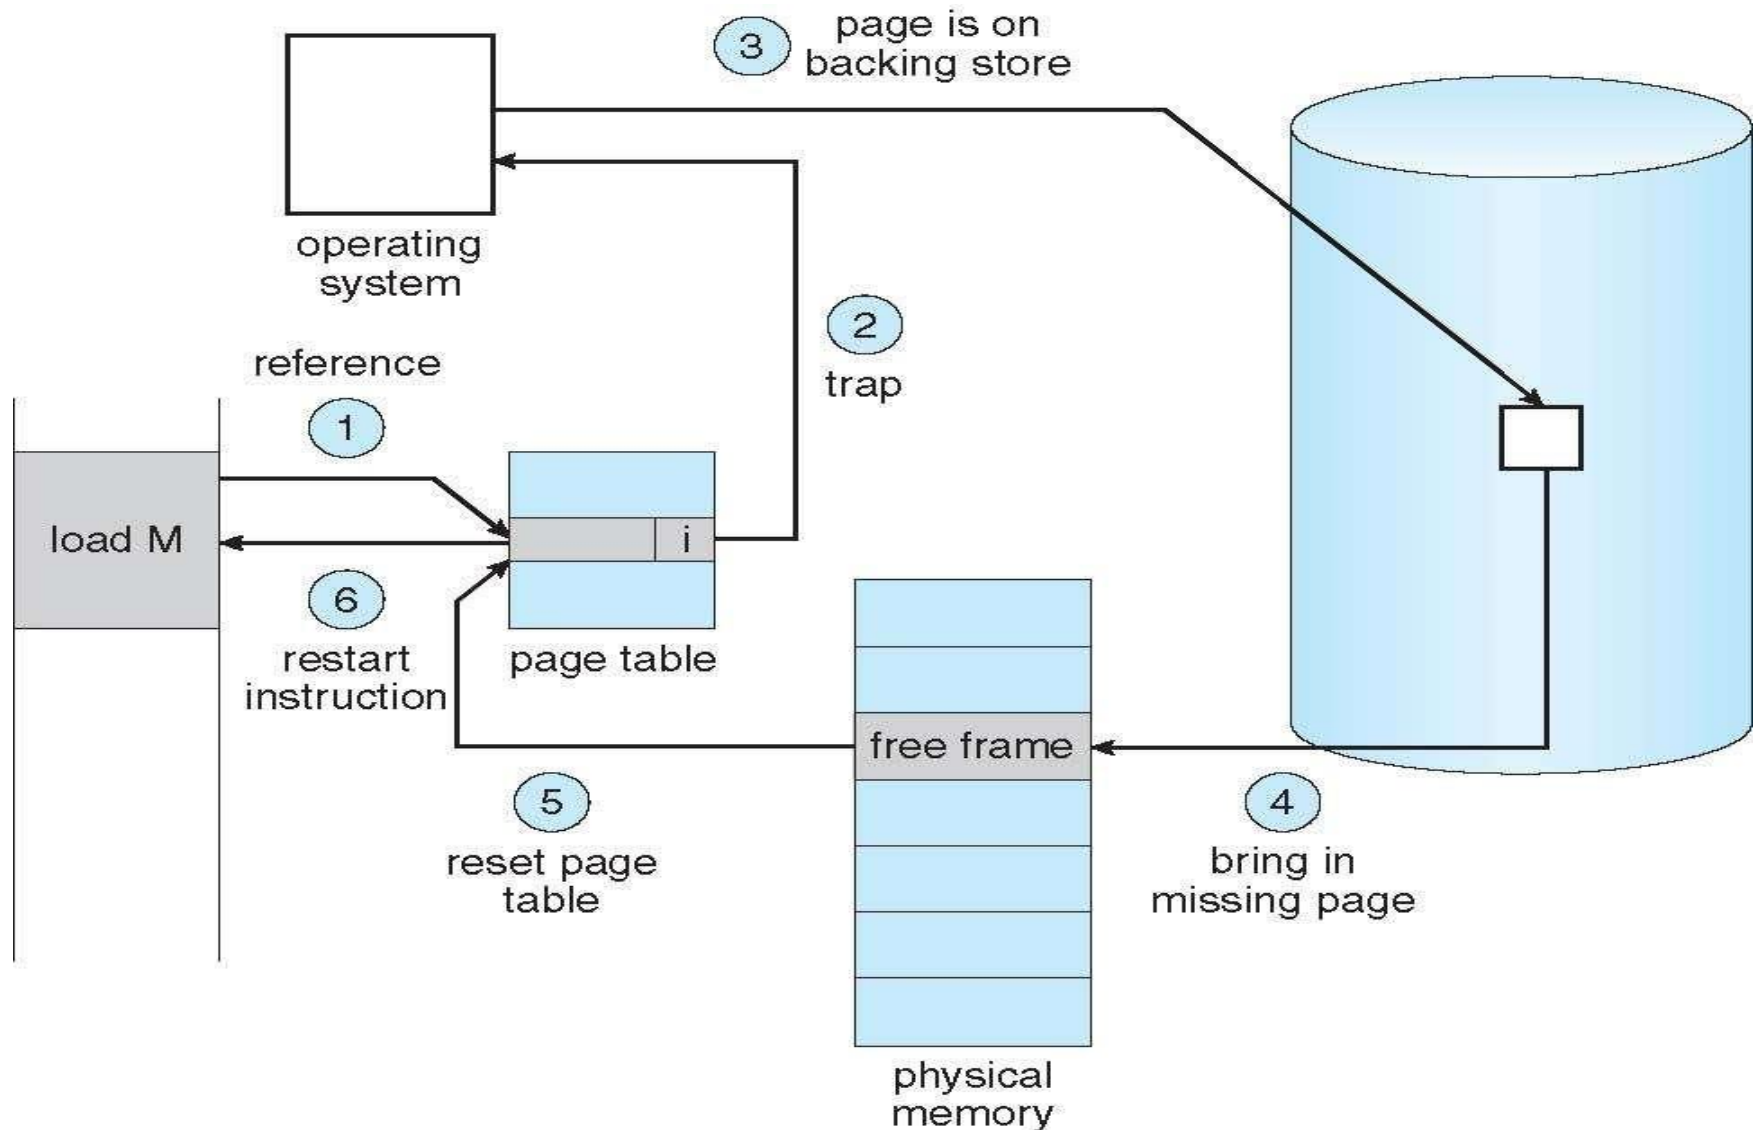 3
page is on
backing store
operating
system
2
trap
reference
1
load M
i
6
restart
instruction
page table
free frame
5
reset page
table
4
bring in
missing page
physical
memory